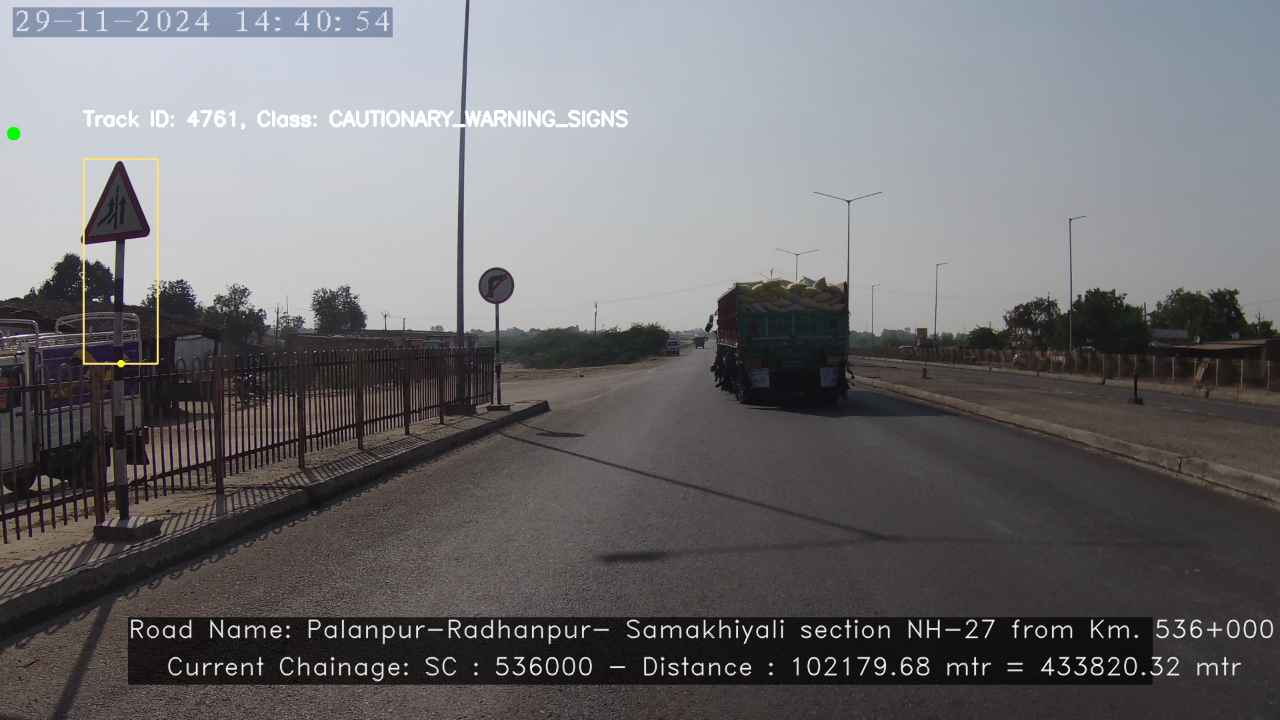 29-11-2024 14:40:54
Track ID: 4761, Class: CAUTIONARY_WARNING_SIGNS
Road Name: Palanpur-Radhanpur- Samakhiyali section NH-27 from Km. 536+000
Current Chainage: SC : 536000 - Distance : 102179.68 mtr = 433820.32 mtr